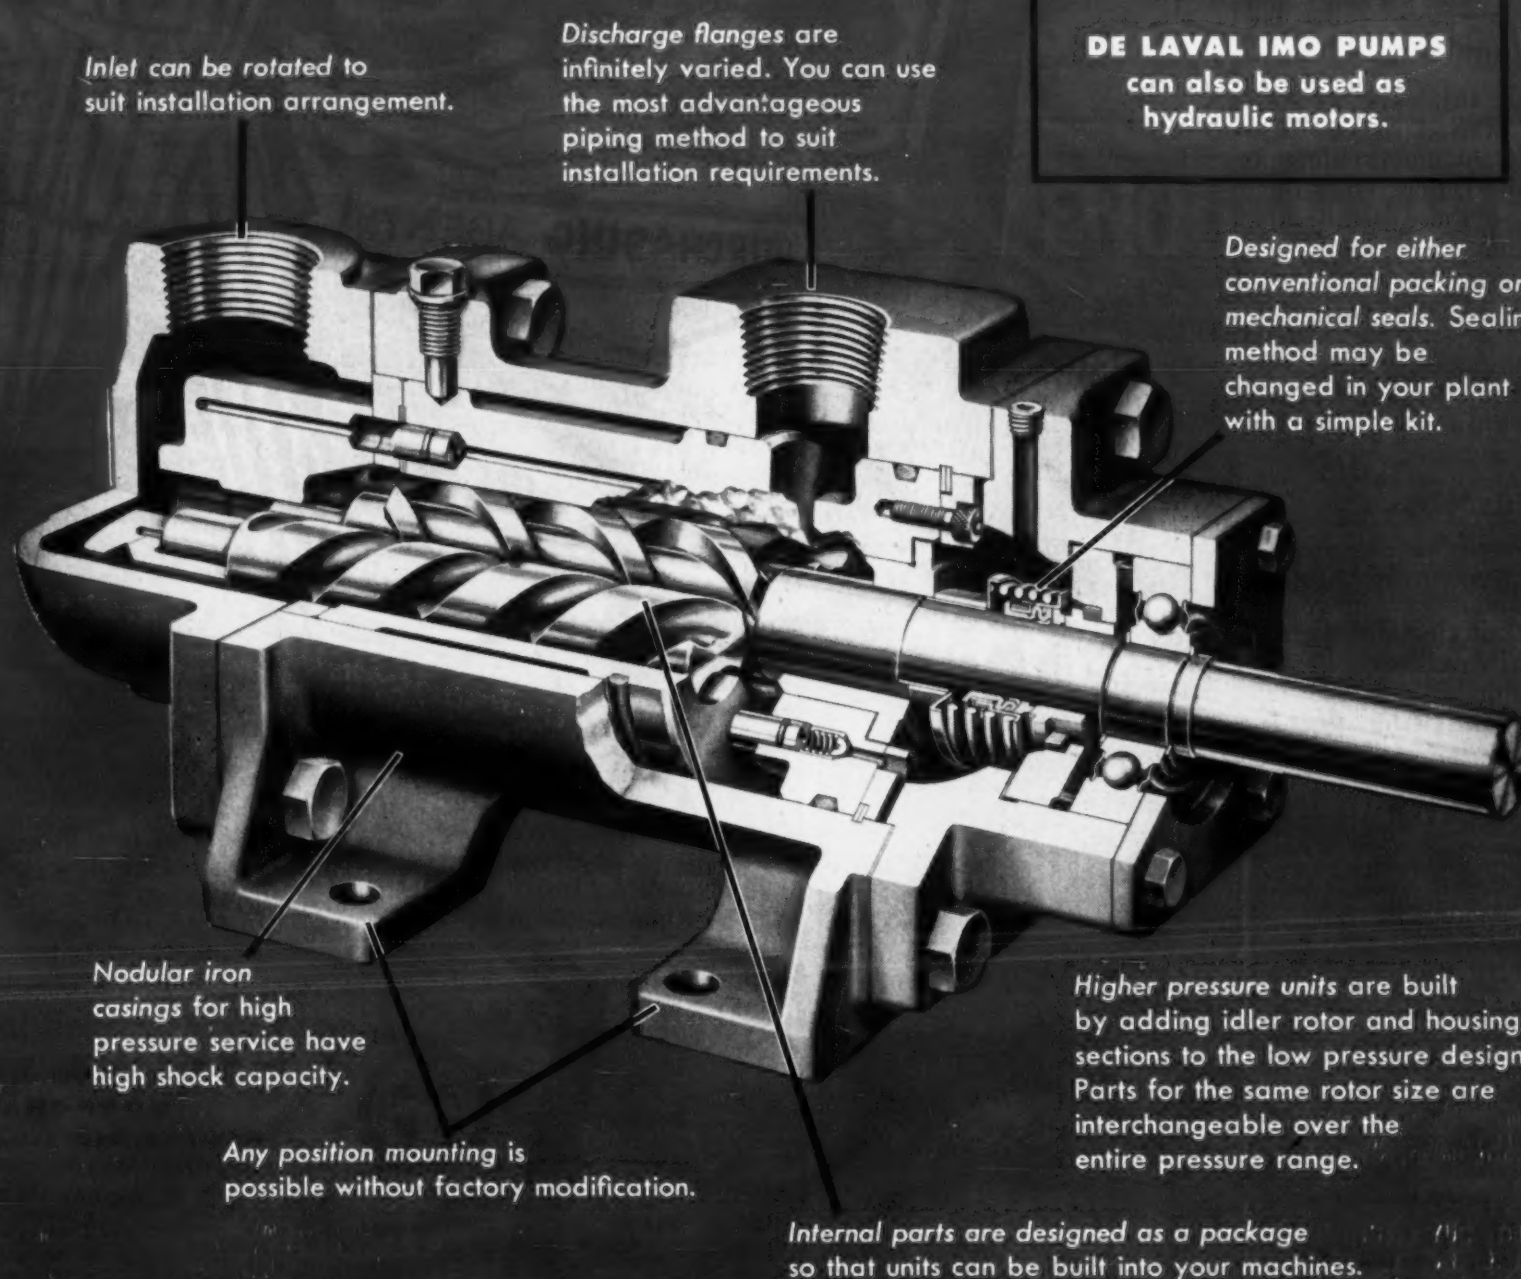 Inlet can be rotated to
suit installation arrangement.
Discharge flanges are
infinitely varied. You can use
the most advantageous
piping method to suit
installation requirements.
DE LAVAL IMO PUMPS
can also be used as
hydraulic motors.
Designed for either
conventional packing or
mechanical seals. Sealin
method may be
changed in your plant
with a simple kit.
Nodular iron
casings for high
pressure service have
high shock capacity.
Any position mounting is
possible without factory modification.
Higher pressure units are built
by adding idler rotor and housing
sections to the low pressure design
Parts for the same rotor size are
interchangeable over the
entire pressure range.
Internal parts are designed as a package
so that units can be built into your machines.